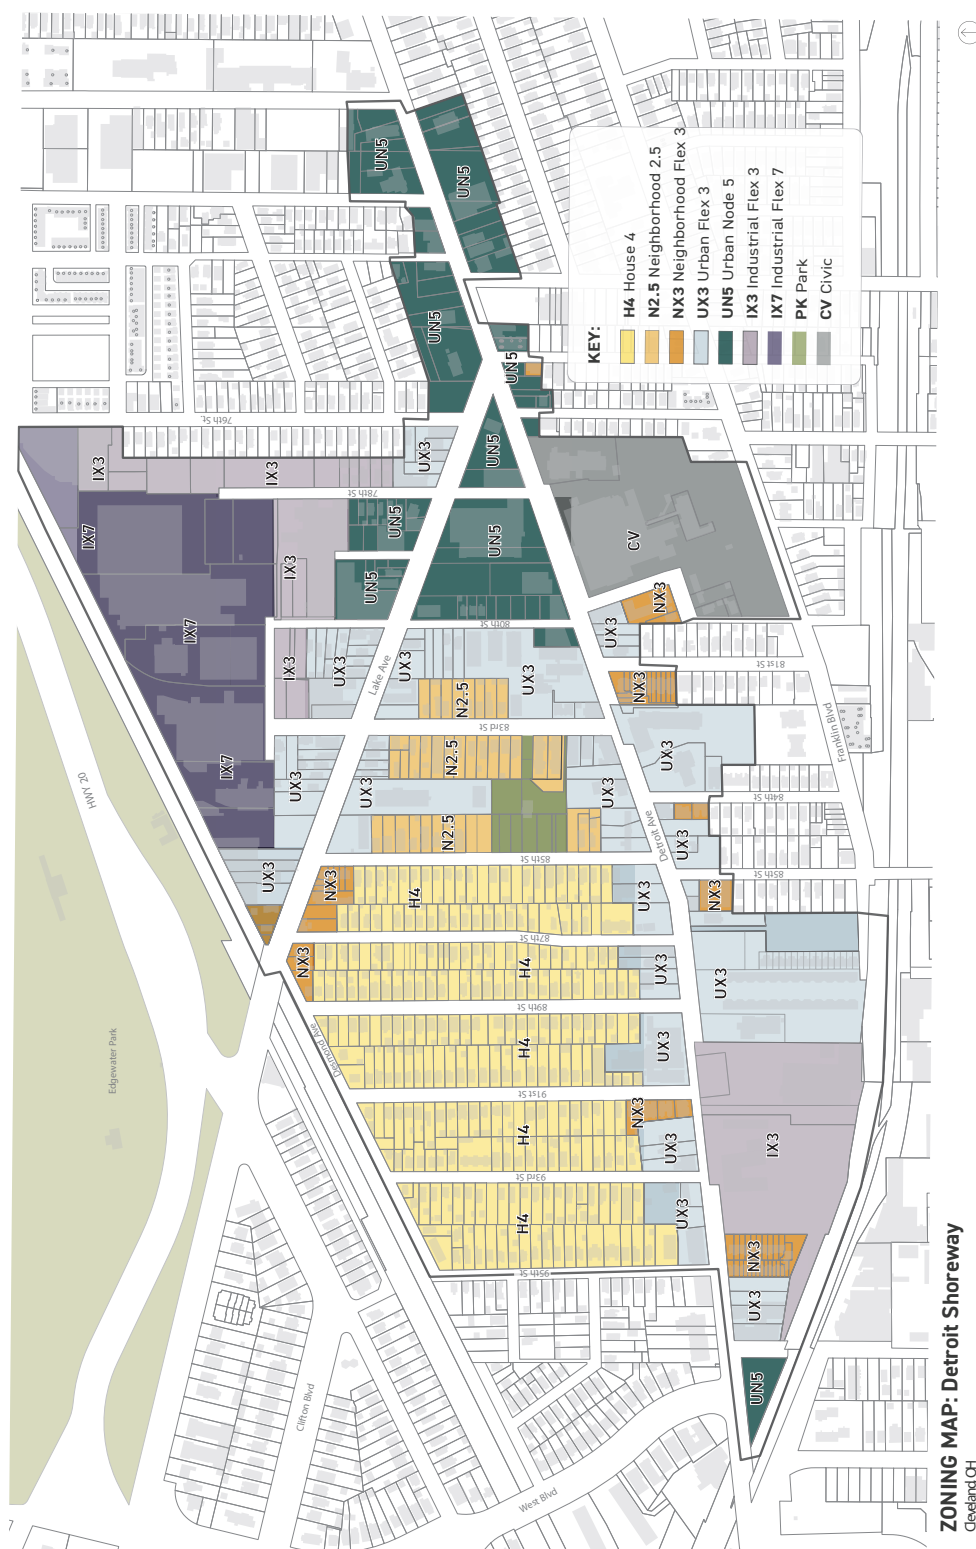 HWY '20
IX7
IX3
Edgewater Park
IX7
76th St.
IX7
UX3
IX3
IX3
IX3
UX3
NX3
Clifton Blvd
Desmond Ave
NX3
UX3
78th St
UX3
UN5
Lake Ave
UN5
UN5
UX3
H4
UX3
UN5
N2.5
N2.5
N2.5
UN5
UN5
UN5
83rd St
80th St
UN5
95th St
H4
93rd St
H4
91st St
H4
89th St
H4
87th St
85th St
UX3
West Blvd
UX3
UX3
CV
NX3
NX3
UX3
NX3
UX3
UX3
Detroit Ave
UX3
UX3
UX3
UX3
NX3
UX3
NX3
UX3
UN5
IX3
85th St
84th St
81st St
Franklin Blvd
KEY:
H4 House 4
N2.5 Neighborhood 2.5
NX3 Neighborhood Flex 3
UX3 Urban Flex 3
UN5 Urban Node 5
IX3 Industrial Flex 3
IX7 Industrial Flex 7
PK Park
CV Civic
ZONING MAP: Detroit Shoreway
Cleveland OH